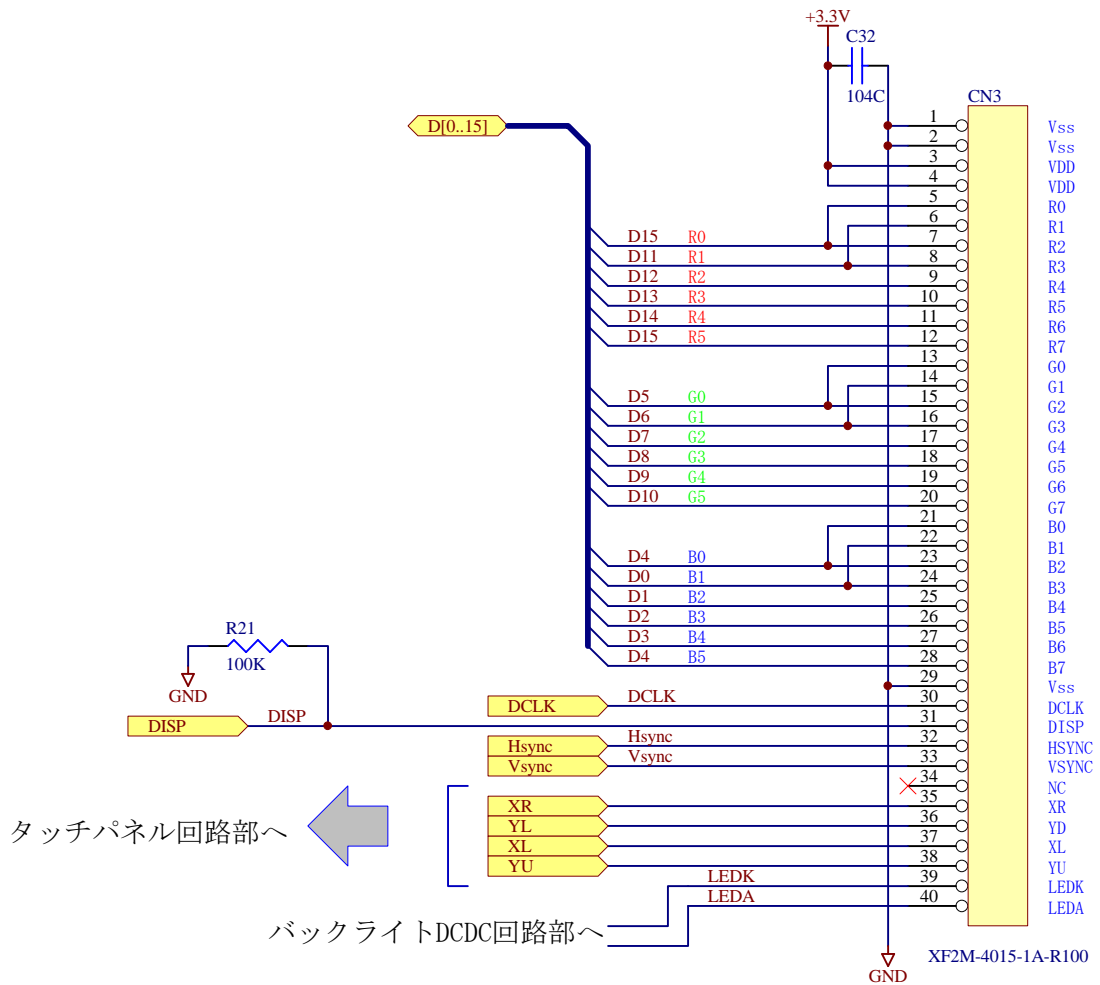 +3.3V
C32
104C
CN3
D[0..15]
1 Vss
2 Vss
3 VDD
4 VDD
5 R0
6 R1
D15 R0 7 R2
D11 R1 8 R3
D12 R2 9 R4
D13 R3 10 R5
D14 R4 11 R6
D15 R5 12 R7
13 G0
14 G1
D5 G0 15 G2
D6 G1 16 G3
D7 G2 17 G4
D8 G3 18 G5
D9 G4 19 G6
D10 G5 20 G7
21 B0
22 B1
D4 B0 23 B2
D0 B1 24 B3
D1 B2 25 B4
D2 B3 26 B5
D3 B4 27 B6
D4 B5 28 B7
R21
100K
GND
29 Vss
DCLK DCLK 30 DCLK
DISP DISP 31 DISP
Hsync Hsync 32 HSYNC
Vsync Vsync 33 VSYNC
34 NC
XR 35 XR
YL 36 YD
XL 37 XL
YU 38 YU
タッチパネル回路部へ
LEDK 39 LEDK
LEDA 40 LEDA
バックライトDCDC回路部へ
XF2M-4015-1A-R100
GND